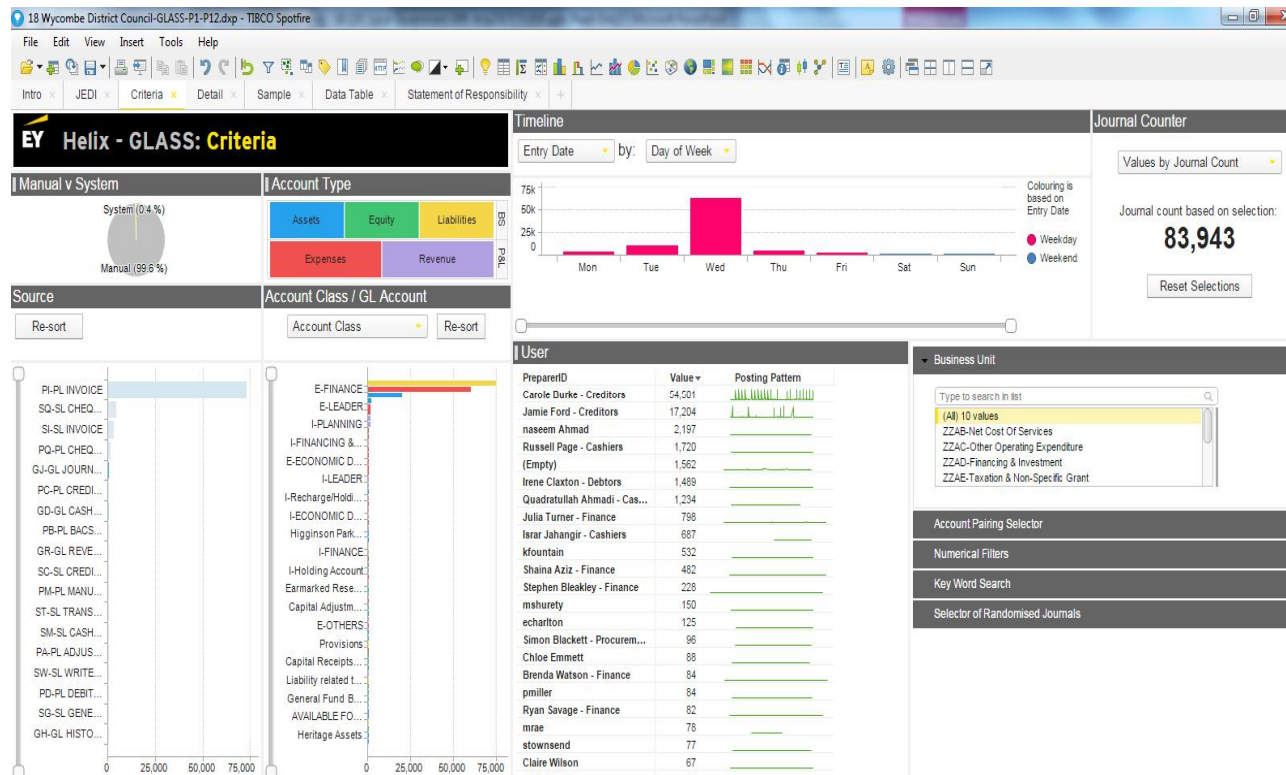 18 Wycombe District Council-GLASS-P1-P12.dxp - TIBCO Spotfire
File Edit View Insert Tools Help
Intro JEDI Criteria Detail Sample Data Table Statement of Responsibility
EY Helix - GLASS: Criteria
Manual v System
System (0.4 %)
Manual (99.6 %)
Account Type
Assets Equity Liabilities BS
Expenses Revenue P&L
Source
Re-sort
PI-PL INVOICE
SQ-SL CHEQ...
SI-SL INVOICE
PQ-PL CHEQ...
GJ-GL JOURN...
PC-PL CREDI...
GD-GL CASH...
PB-PL BACS...
GR-GL REVE...
SC-SL CREDI...
PM-PL MANU...
ST-SL TRANS...
SM-SL CASH...
PA-PL ADJUS...
SW-SL WRITE...
PD-PL DEBIT...
SG-SL GENE...
GH-GL HISTO...
0 25,000 50,000 75,000
Account Class / GL Account
Account Class Re-sort
E-FINANCE
E-LEADER
I-PLANNING
I-FINANCING &...
E-ECONOMIC D...
I-LEADER
I-Recharge/Holdi...
I-ECONOMIC D...
Higginson Park...
I-FINANCE
I-Holding Account
Earmarked Rese...
Capital Adjustm...
E-OTHERS
Provisions
Capital Receipts...
Liability related t...
General Fund B...
AVAILABLE FO...
Heritage Assets
0 25,000 50,000 75,000
Timeline
Entry Date by: Day of Week
75k
50k
25k
0
Mon Tue Wed Thu Fri Sat Sun
Colouring is
based on
Entry Date
Weekday
Weekend
Journal Counter
Values by Journal Count
Journal count based on selection:
83,943
Reset Selections
User
PreparerID Value Posting Pattern
Carole Burke - Creditors 54,501
Jamie Ford - Creditors 17,204
naseem Ahmad 2,197
Russell Page - Cashiers 1,720
(Empty) 1,562
Irene Claxton - Debtors 1,489
Quadratullah Ahmadi - Cas... 1,234
Julia Turner - Finance 798
Israr Jahangir - Cashiers 687
kfountain 532
Shaina Aziz - Finance 482
Stephen Bleakley - Finance 228
mshurety 150
echarlton 125
Simon Blackett - Procurem... 96
Chloe Emmett 88
Brenda Watson - Finance 84
pmiller 84
Ryan Savage - Finance 82
mrae 78
stownsend 77
Claire Wilson 67
Business Unit
Type to search in list
(All) 10 values
ZZAB-Net Cost Of Services
ZZAC-Other Operating Expenditure
ZZAD-Financing & Investment
ZZAE-Taxation & Non-Specific Grant
Account Pairing Selector
Numerical Filters
Key Word Search
Selector of Randomised Journals